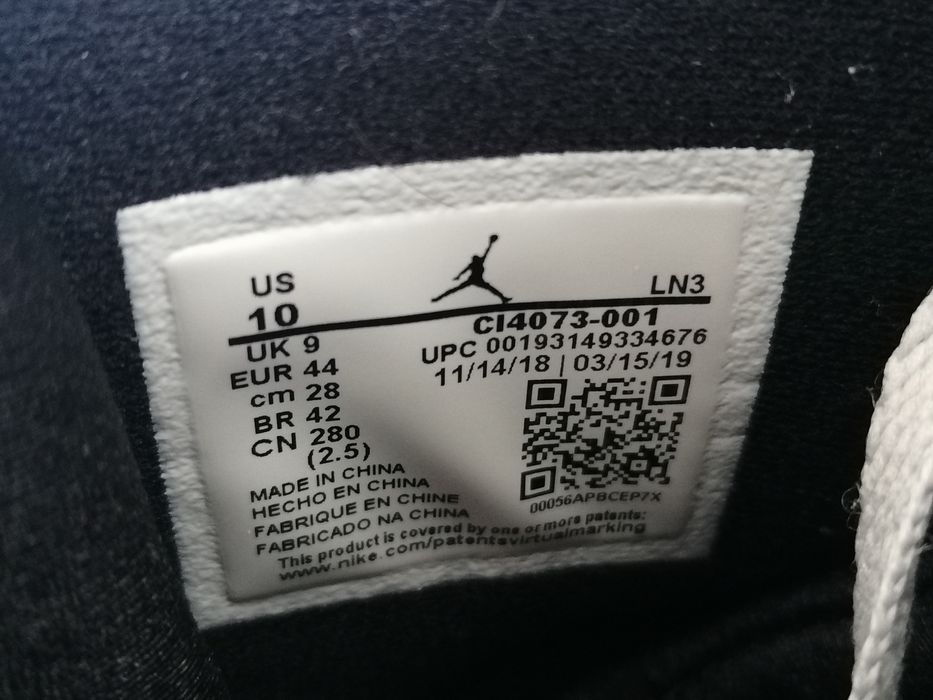 US
LN3
10
CI4073-001
UK 9
UPC 00193149334676
EUR 44
11/14/18 | 03/15/19
cm 28
BR 42
CN 280
(2.5)
00056APBCEP7X
MADE IN CHINA
HECHO EN CHINA
FABRIQUE EN CHINE
FABRICADO NA CHINA
This product is covered by one or more patents:
www.nike.com/patentsvirtualmarking